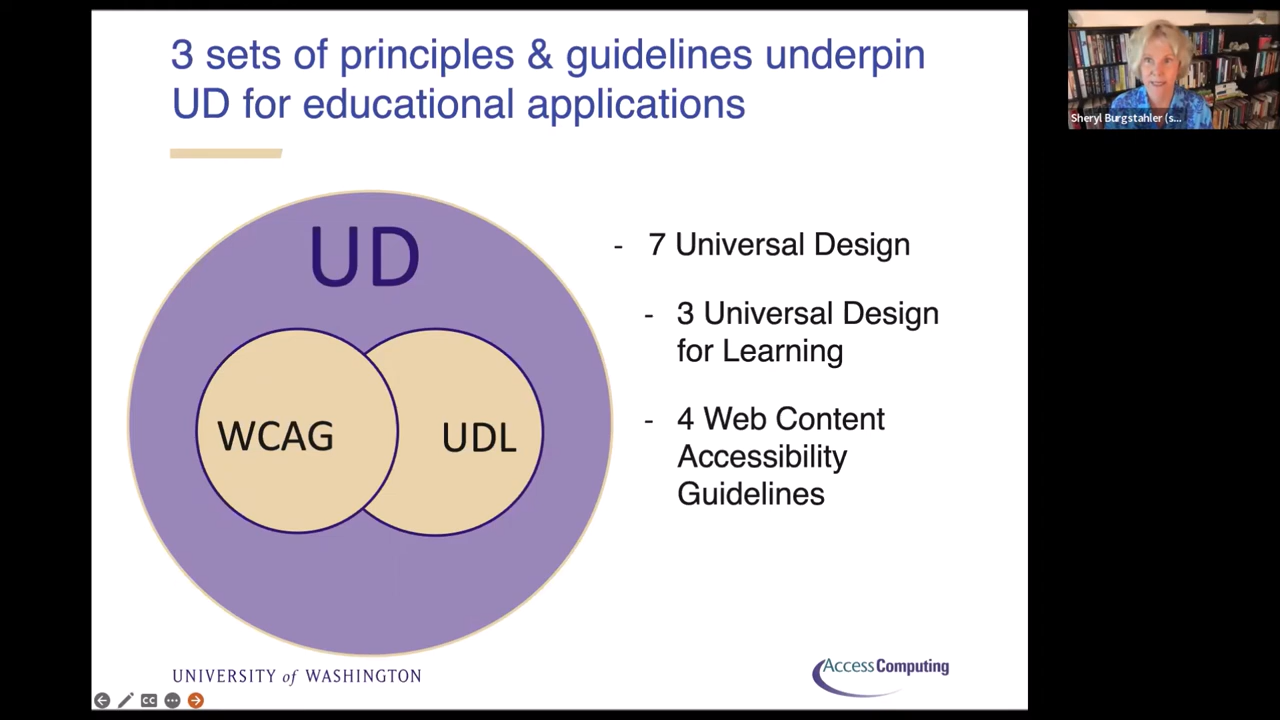 3 sets of principles & guidelines underpin
UD for educational applications
UD
WCAG
UDL
- 7 Universal Design
- 3 Universal Design
for Learning
- 4 Web Content
Accessibility
Guidelines
UNIVERSITY of WASHINGTON
AccessComputing
CC
Sheryl Burgstahler (s...